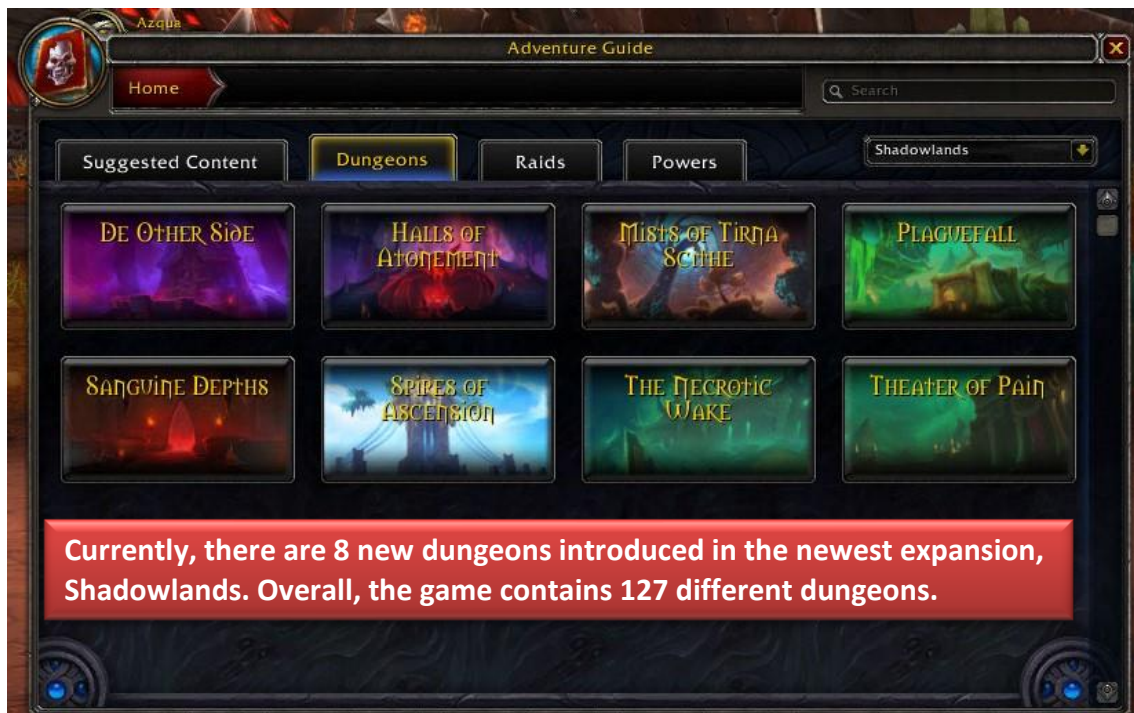 Azqua
Adventure Guide
Home
Search
Suggested Content
Dungeons
Raids
Powers
Shadowlands
De Other Side
Halls of
Atonement
Mists of Tirna
Scithe
Plaguefall
Sanguine Depths
Spires of
Ascension
The Necrotic
Wake
Theater of Pain
Currently, there are 8 new dungeons introduced in the newest expansion,
Shadowlands. Overall, the game contains 127 different dungeons.